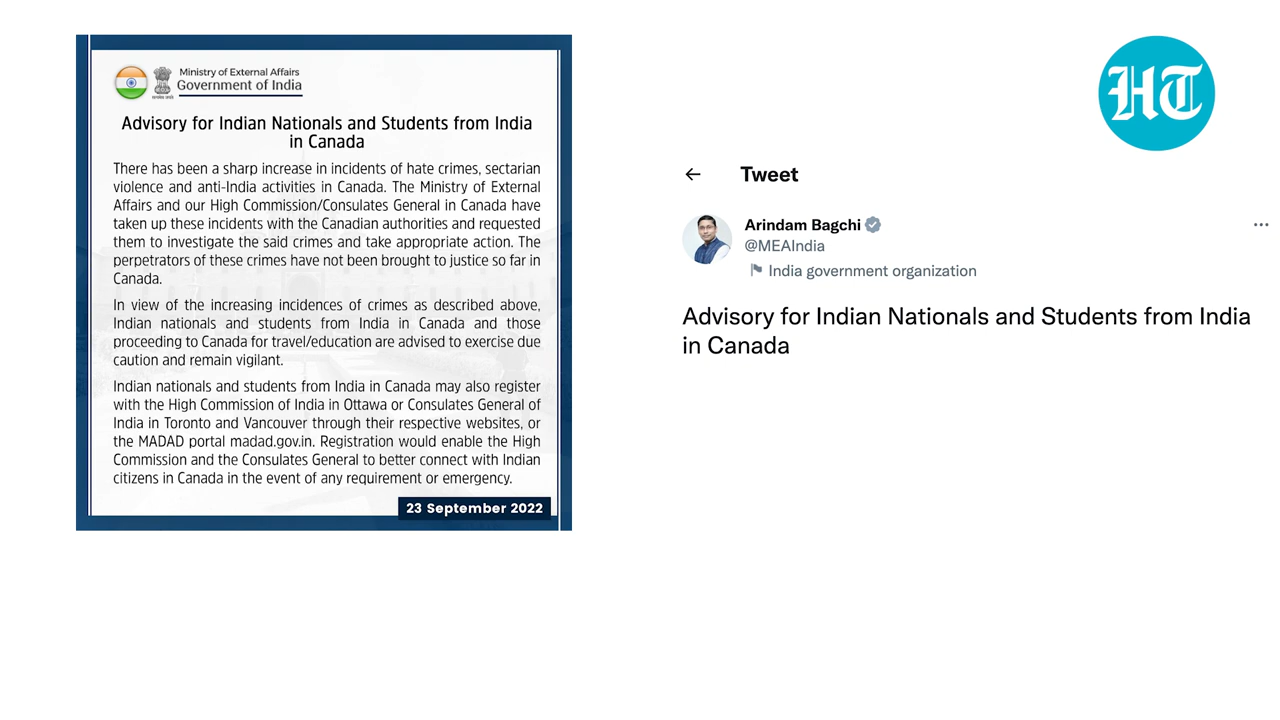 Ministry of External Affairs
Government of India
Advisory for Indian Nationals and Students from India
in Canada
There has been a sharp increase in incidents of hate crimes, sectarian
violence and anti-India activities in Canada. The Ministry of External
Affairs and our High Commission/Consulates General in Canada have
taken up these incidents with the Canadian authorities and requested
them to investigate the said crimes and take appropriate action. The
perpetrators of these crimes have not been brought to justice so far in
Canada.
In view of the increasing incidences of crimes as described above,
Indian nationals and students from India in Canada and those
proceeding to Canada for travel/education are advised to exercise due
caution and remain vigilant.
Indian nationals and students from India in Canada may also register
with the High Commission of India in Ottawa or Consulates General of
India in Toronto and Vancouver through their respective websites, or
the MADAD portal madad.gov.in. Registration would enable the High
Commission and the Consulates General to better connect with Indian
citizens in Canada in the event of any requirement or emergency.
23 September 2022
HT
Tweet
Arindam Bagchi
@MEAIndia
India government organization
Advisory for Indian Nationals and Students from India
in Canada